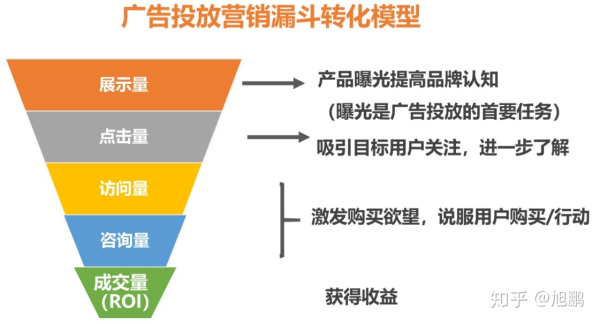 广告投放营销漏斗转化模型
展示量
产品曝光提高品牌认知
（曝光是广告投放的首要任务）
点击量
吸引目标用户关注，进一步了解
访问量
激发购买欲望，说服用户购买/行动
咨询量
成交量
（ROI）
获得收益
知乎 @旭鹏